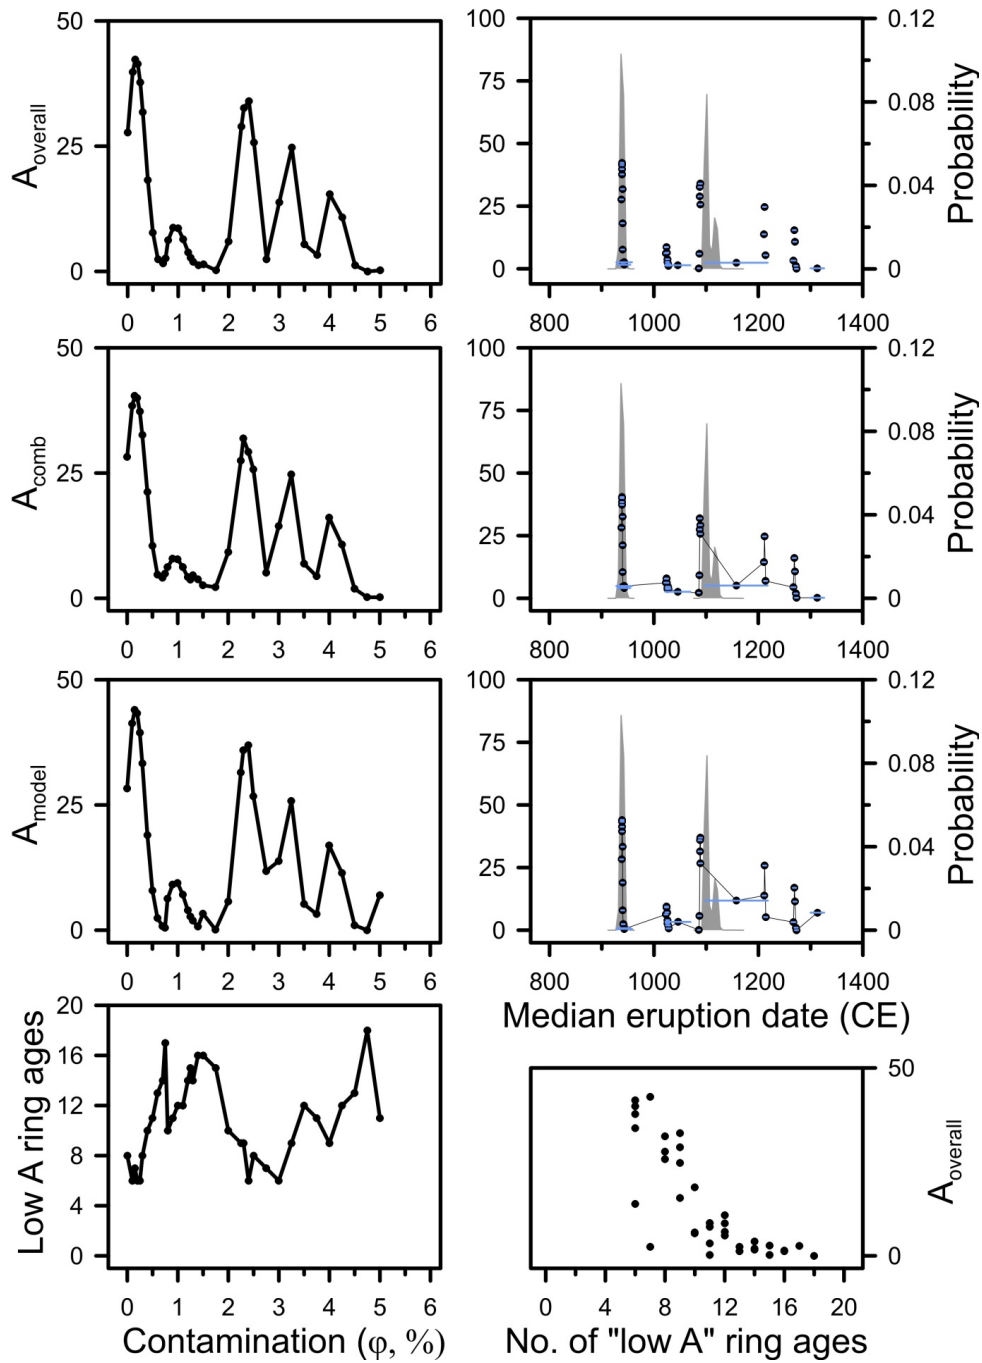 50
25
0
A overall
0 1 2 3 4 5 6
100
75
50
25
0
0.12
0.08
0.04
0
Probability
800 1000 1200 1400
50
25
0
A comb
0 1 2 3 4 5 6
100
75
50
25
0
0.12
0.08
0.04
0
Probability
800 1000 1200 1400
50
25
0
A model
0 1 2 3 4 5 6
100
75
50
25
0
0.12
0.08
0.04
0
Probability
800 1000 1200 1400
Median eruption date (CE)
20
16
12
8
4
0
Low A ring ages
0 1 2 3 4 5 6
Contamination (φ, %)
50
0
A overall
0 4 8 12 16 20
No. of "low A" ring ages